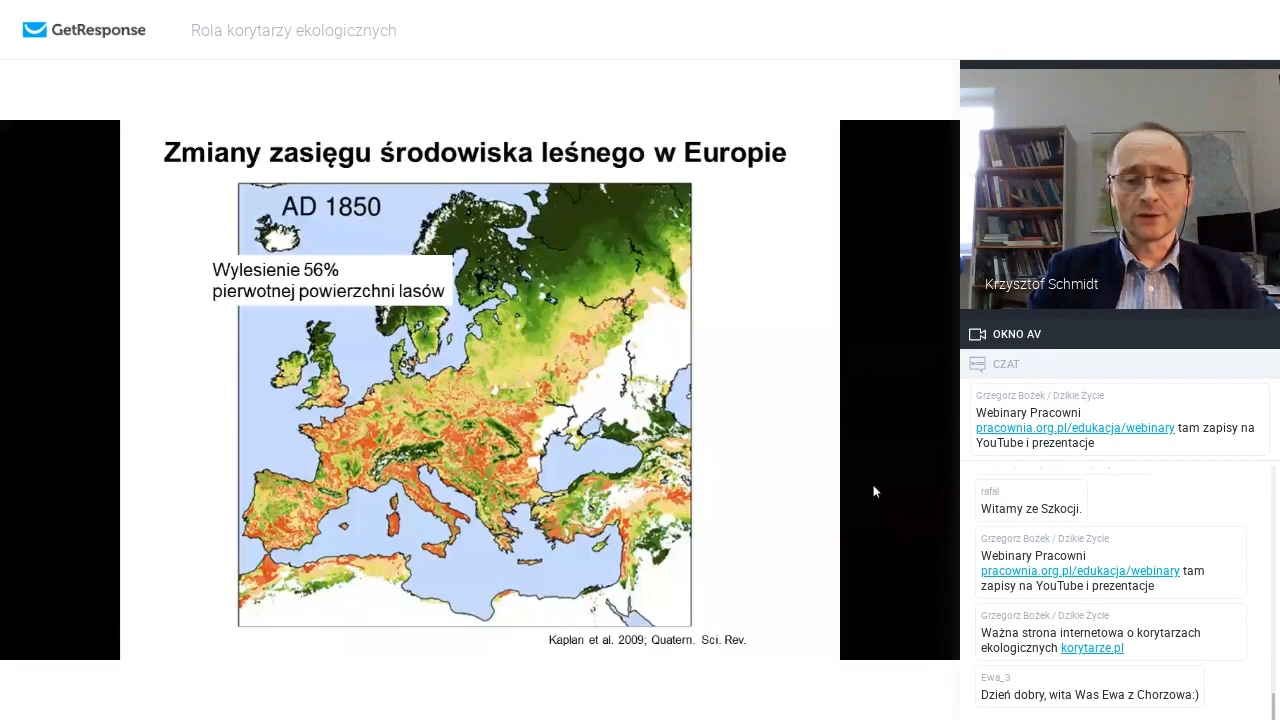 GetResponse
Rola korytarzy ekologicznych
Zmiany zasięgu środowiska leśnego w Europie
AD 1850
Wylesienie 56%
pierwotnej powierzchni lasów
Kaplan et al. 2009; Quatern. Sci. Rev.
Krzysztof Schmidt
OKNO AV
CZAT
Grzegorz Bożek / Dzikie Życie
Webinary Pracowni
pracownia.org.pl/edukacja/webinary tam zapisy na
YouTube i prezentacje
rafal
Witamy ze Szkocji.
Grzegorz Bożek / Dzikie Życie
Webinary Pracowni
pracownia.org.pl/edukacja/webinary tam
zapisy na YouTube i prezentacje
Grzegorz Bożek / Dzikie Życie
Ważna strona internetowa o korytarzach
ekologicznych korytarze.pl
Ewa_3
Dzień dobry, wita Was Ewa z Chorzowa:)